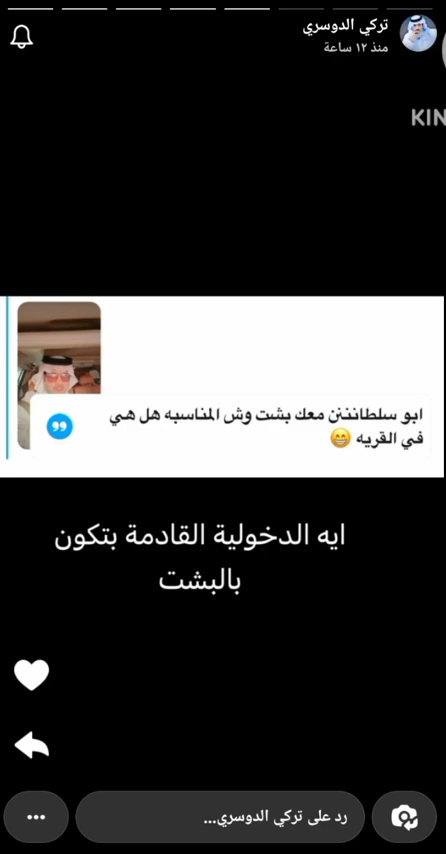 تركي الدوسري
منذ ١٢ ساعة
KIN
ابو سلطاننن معك بشت وش المناسبه هل هي
في القريه 😁
ايه الدخولية القادمة بتكون
بالبشت
رد على تركي الدوسري...